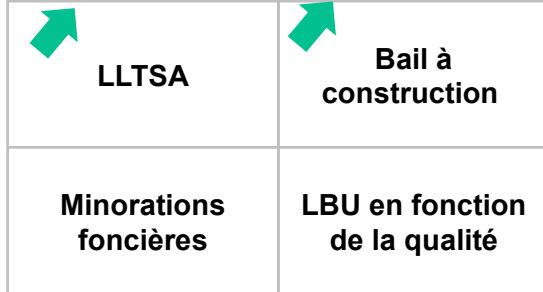 LLTSA
Bail à
construction
Minorations
foncières
LBU en fonction
de la qualité